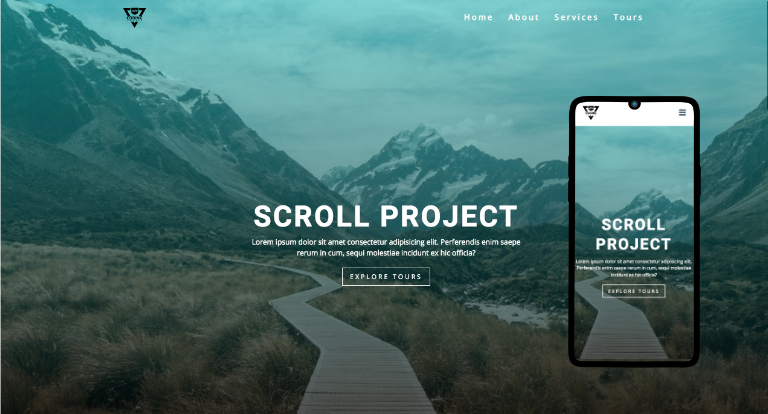 Home About Services Tours
SCROLL PROJECT
Lorem ipsum dolor sit amet consectetur adipisicing elit. Perferendis enim saepe
rerum in cum, sequi molestiae incidunt ex hic officia?
EXPLORE TOURS
SCROLL
PROJECT
Lorem ipsum dolor sit amet consectetur adipisicing elit.
Perferendis enim saepe rerum in cum, sequi molestiae
incidunt ex hic officia?
EXPLORE TOURS